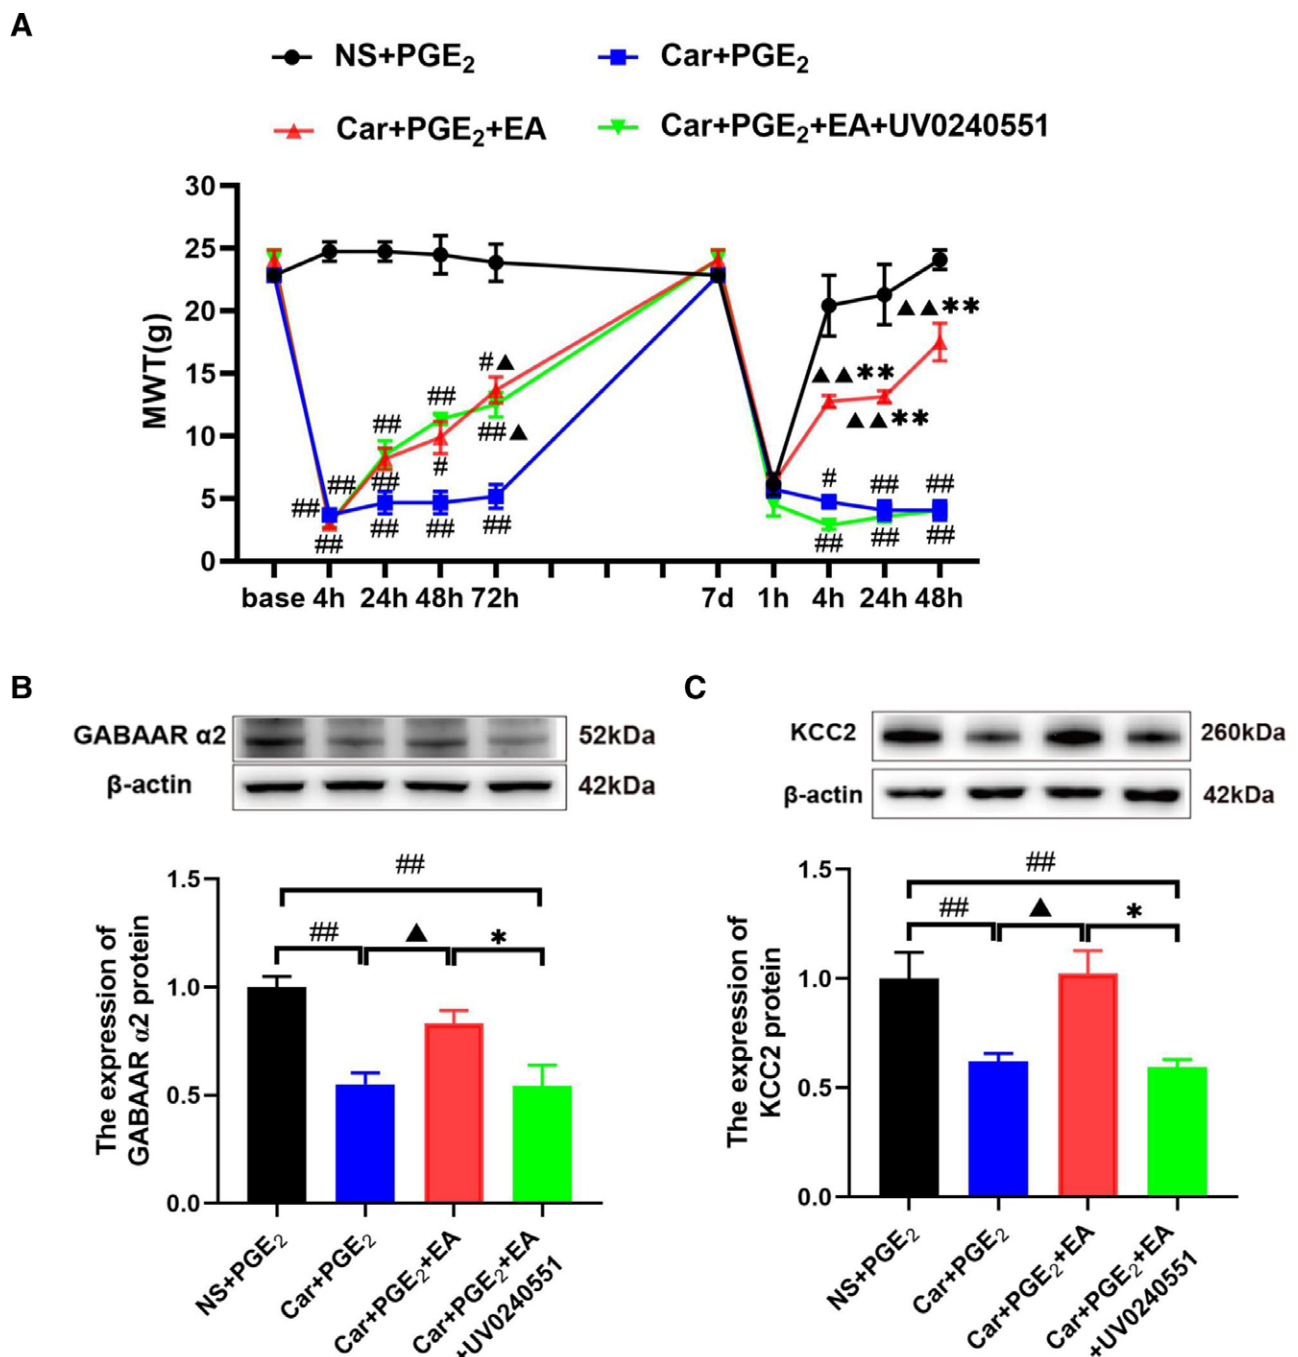 A
NS+PGE₂
Car+PGE₂
Car+PGE₂+EA
Car+PGE₂+EA+UV0240551
MWT(g)
30
25
20
15
10
5
0
## ## ##
## ## ## ##
## ## #
## ## ##
#▲
##▲
▲▲**
▲▲**
▲▲**
# ## ##
## ## ##
base 4h 24h 48h 72h 7d 1h 4h 24h 48h
B
GABAAR α2 52kDa
β-actin 42kDa
The expression of
GABAAR α2 protein
1.5
1.0
0.5
0.0
##
## ▲ *
NS+PGE₂
Car+PGE₂
Car+PGE₂+EA
Car+PGE₂+EA
+UV0240551
C
KCC2 260kDa
β-actin 42kDa
The expression of
KCC2 protein
1.5
1.0
0.5
0.0
##
## ▲ *
NS+PGE₂
Car+PGE₂
Car+PGE₂+EA
Car+PGE₂+EA
+UV0240551